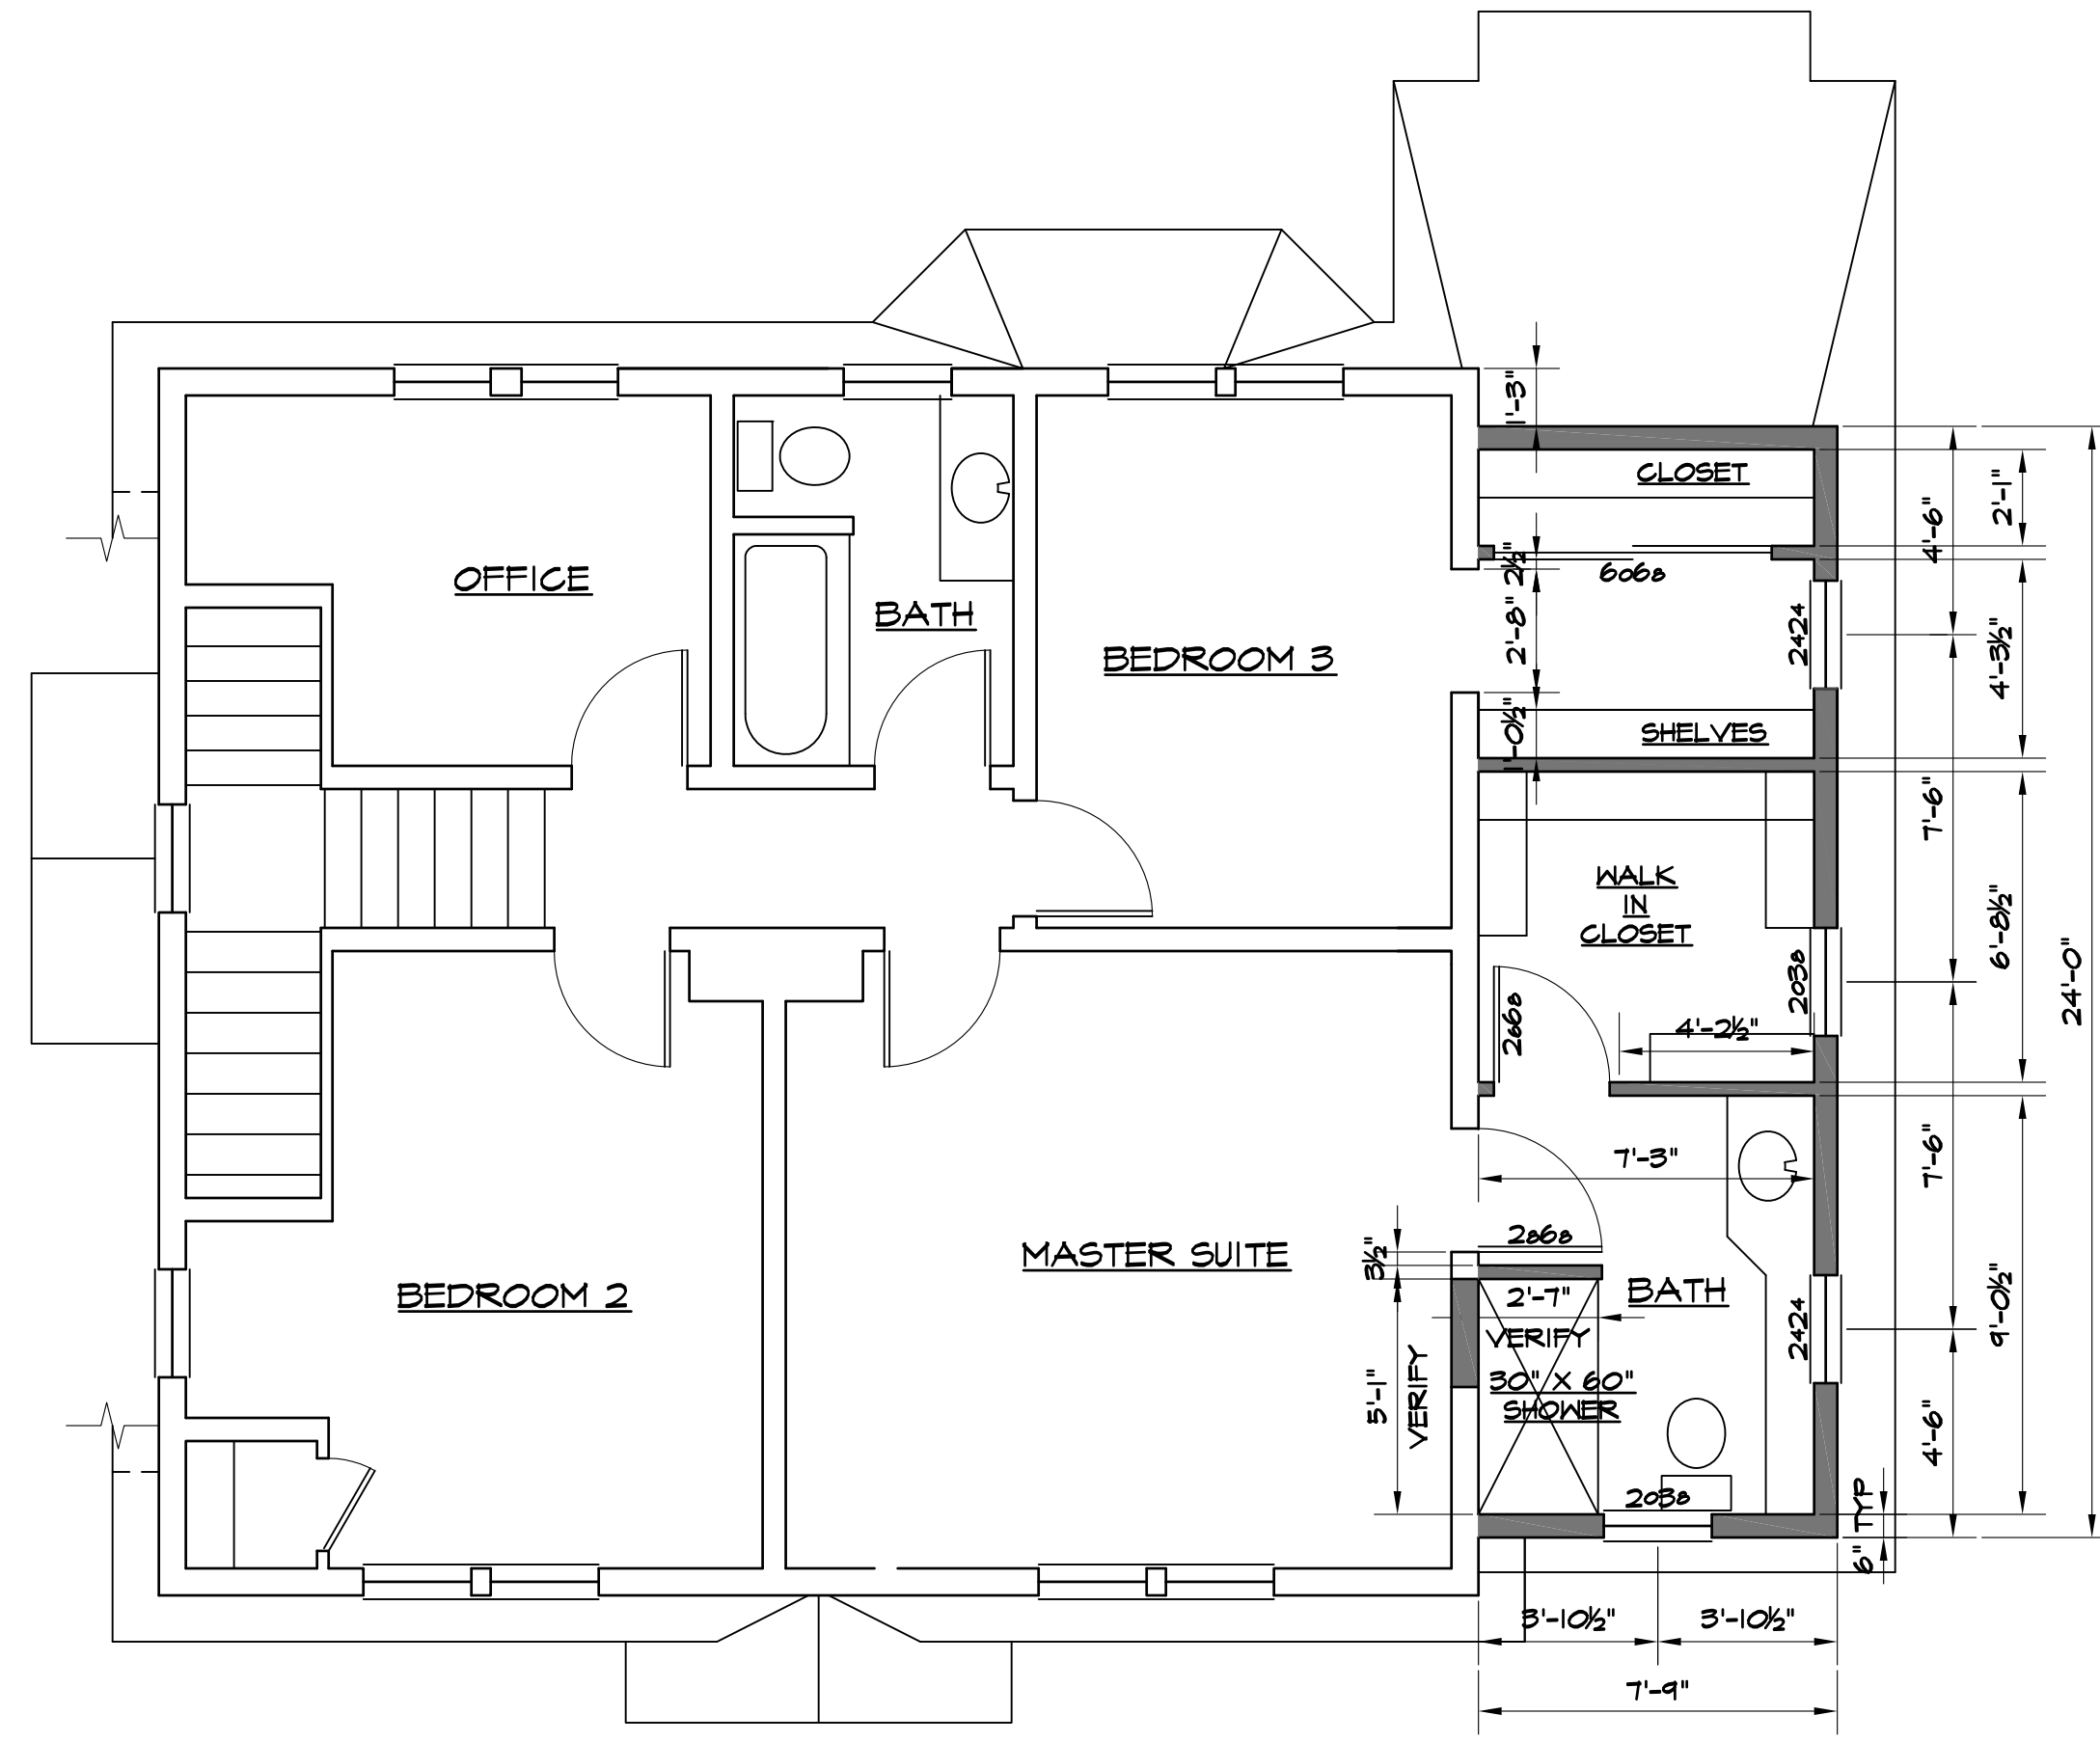 1'-3"
CLOSET
2'-1"
4'-6"
2½"
6068
OFFICE
BATH
2'-8"
2424
4'-3½"
BEDROOM 3
1'-0½"
SHELVES
7'-6"
WALK
IN
CLOSET
6'-8½"
24'-0"
2038
2668
4'-2½"
7'-3"
7'-6"
2868
3½"
MASTER SUITE
BEDROOM 2
2'-7"
BATH
VERIFY
2424
9'-0½"
30" X 60"
SHOWER
5'-1"
VERIFY
4'-6"
2038
6" TYP
3'-10½"
3'-10½"
7'-9"